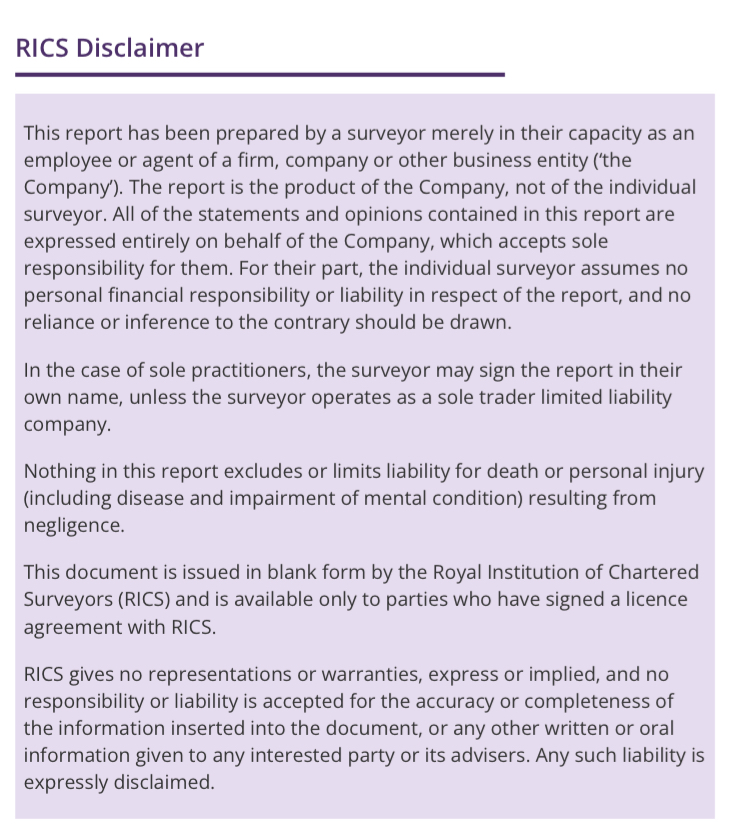 RICS Disclaimer
This report has been prepared by a surveyor merely in their capacity as an
employee or agent of a firm, company or other business entity (‘the
Company’). The report is the product of the Company, not of the individual
surveyor. All of the statements and opinions contained in this report are
expressed entirely on behalf of the Company, which accepts sole
responsibility for them. For their part, the individual surveyor assumes no
personal financial responsibility or liability in respect of the report, and no
reliance or inference to the contrary should be drawn.
In the case of sole practitioners, the surveyor may sign the report in their
own name, unless the surveyor operates as a sole trader limited liability
company.
Nothing in this report excludes or limits liability for death or personal injury
(including disease and impairment of mental condition) resulting from
negligence.
This document is issued in blank form by the Royal Institution of Chartered
Surveyors (RICS) and is available only to parties who have signed a licence
agreement with RICS.
RICS gives no representations or warranties, express or implied, and no
responsibility or liability is accepted for the accuracy or completeness of
the information inserted into the document, or any other written or oral
information given to any interested party or its advisers. Any such liability is
expressly disclaimed.